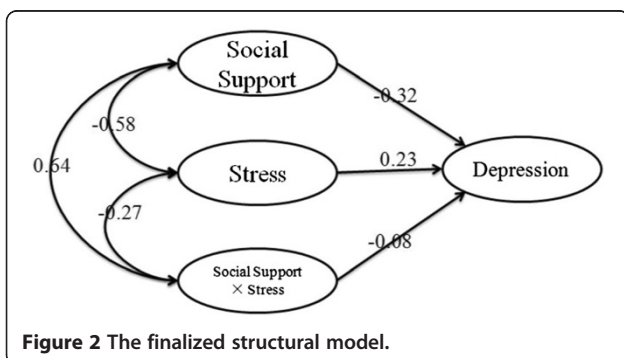 Social
Support
-0.32
-0.58
0.64
Stress
0.23
Depression
-0.27
-0.08
Social Support
× Stress
Figure 2 The finalized structural model.